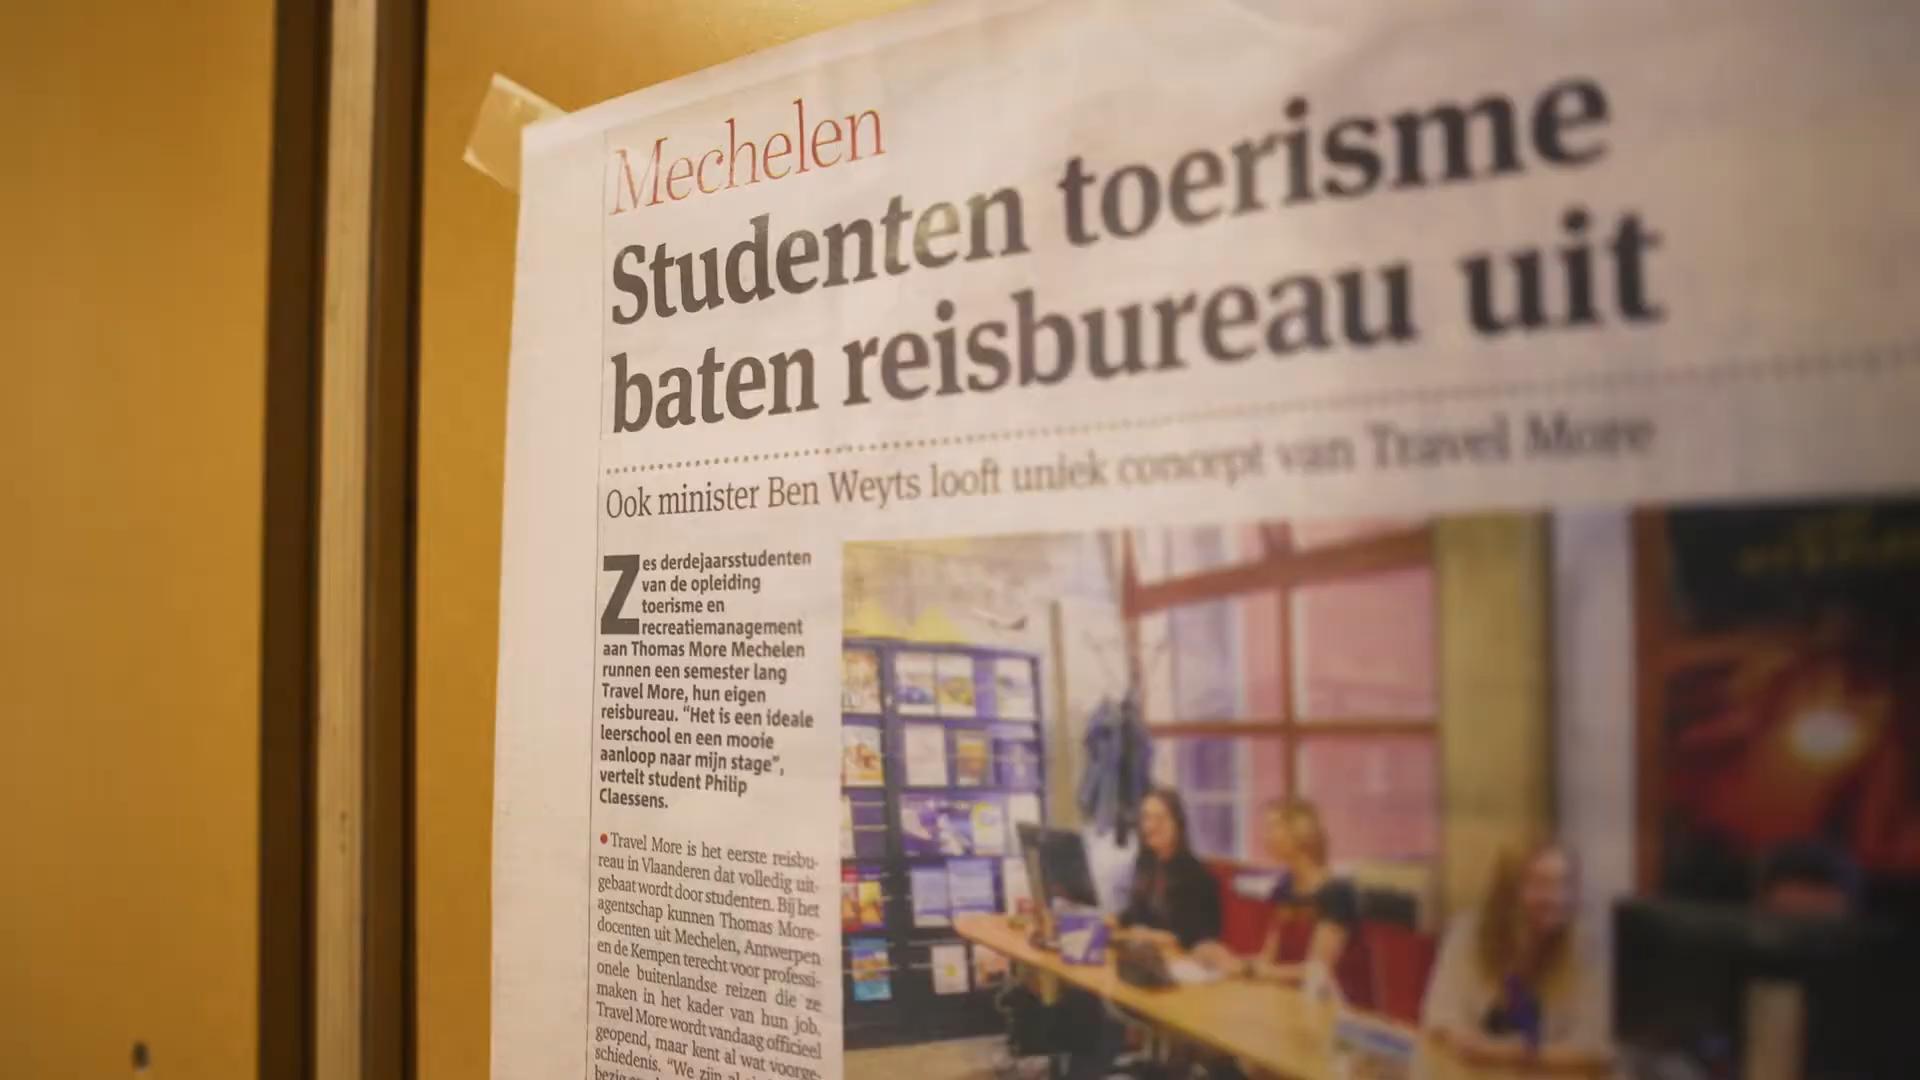 Mechelen
Studenten toerisme
baten reisbureau uit
Ook minister Ben Weyts looft uniek concept van Travel More
Zes derdejaarsstudenten
van de opleiding
toerisme en
recreatiemanagement
aan Thomas More Mechelen
runnen een semester lang
Travel More, hun eigen
reisbureau. “Het is een ideale
leerschool en een mooie
aanloop naar mijn stage”,
vertelt student Philip
Claessens.
• Travel More is het eerste reisbu-
reau in Vlaanderen dat volledig uit-
gebaat wordt door studenten. Bij het
agentschap kunnen Thomas More-
docenten uit Mechelen, Antwerpen
en de Kempen terecht voor professi-
onele buitenlandse reizen die ze
maken in het kader van hun job.
Travel More wordt vandaag officieel
geopend, maar kent al wat voorge-
schiedenis. “We zijn